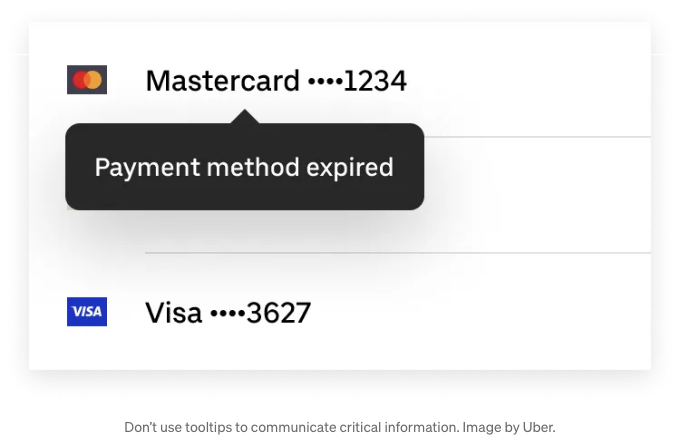 Mastercard ••••1234
Payment method expired
VISA
Visa ••••3627
Don’t use tooltips to communicate critical information. Image by Uber.